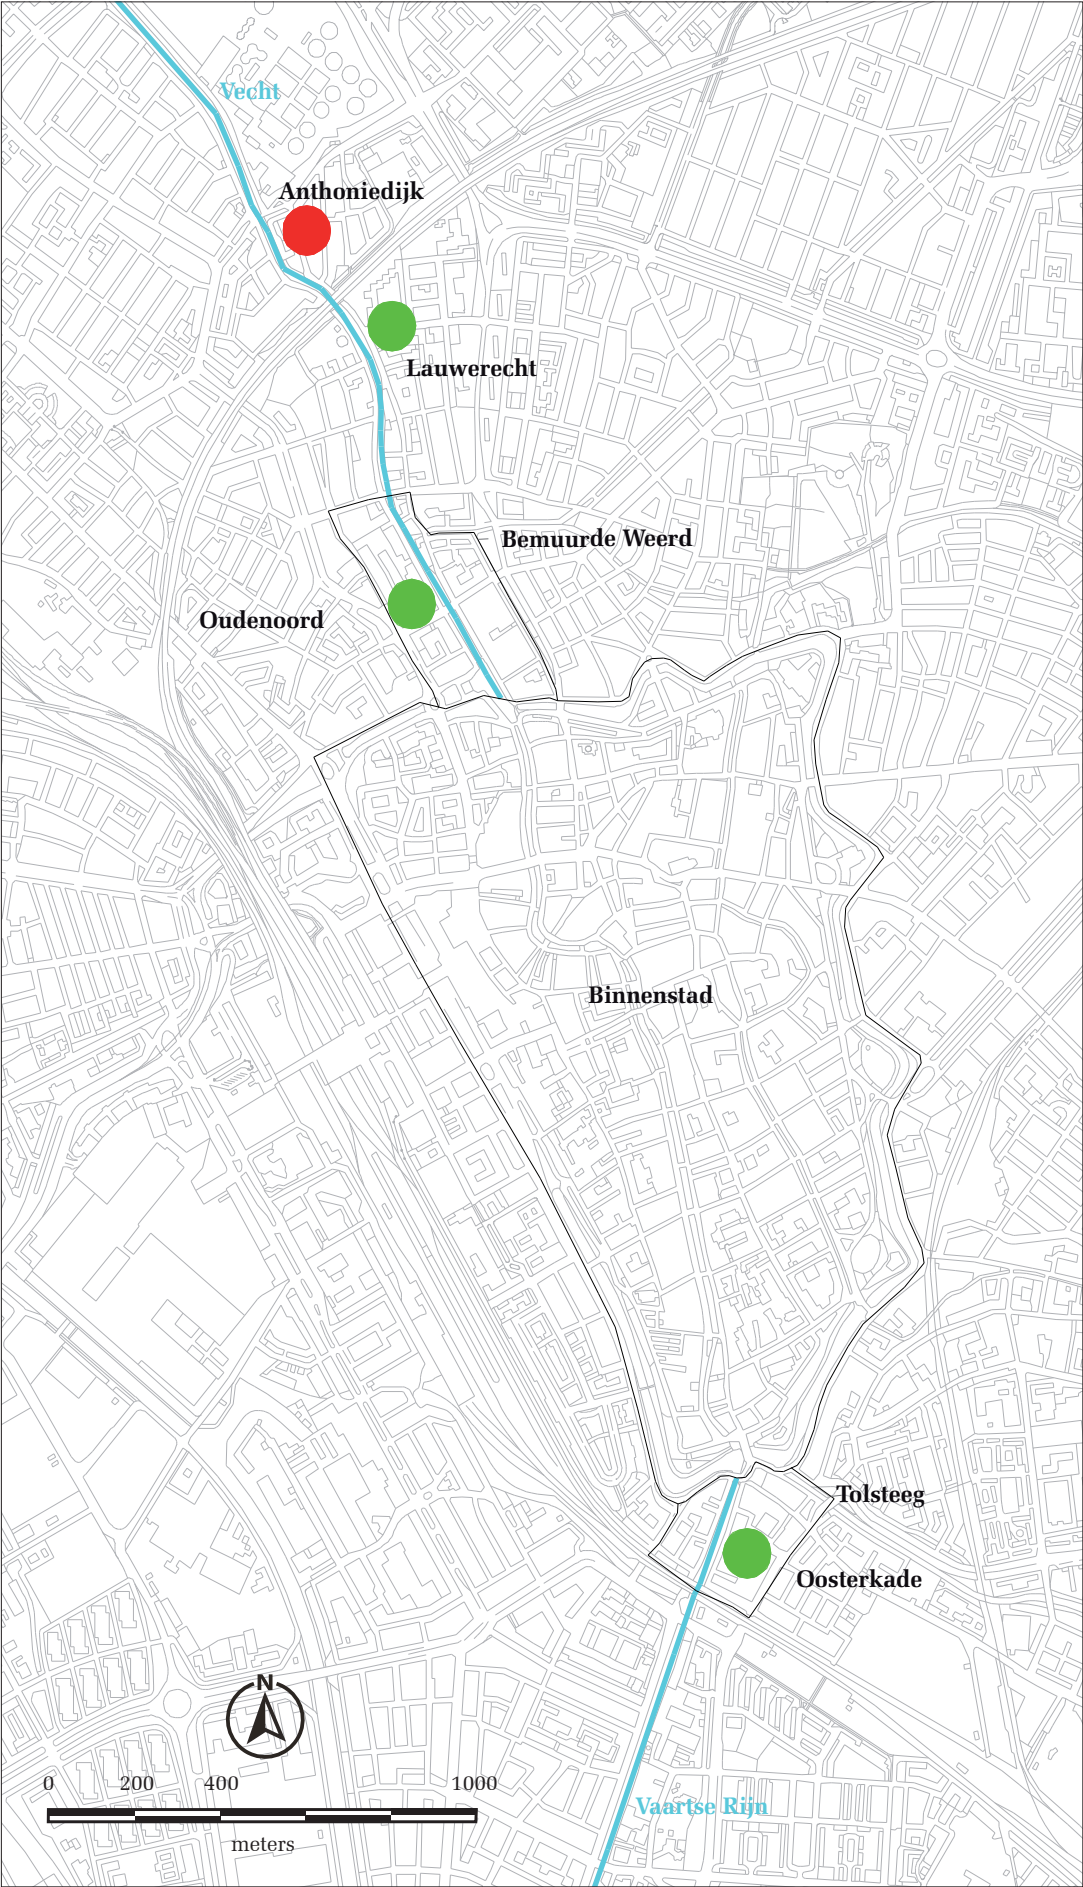 Vecht
Anthoniedijk
Lauwerecht
Bemuurde Weerd
Oudenoord
Binnenstad
Tolsteeg
Oosterkade
N
0 200 400 1000
meters
Vaartse Rijn